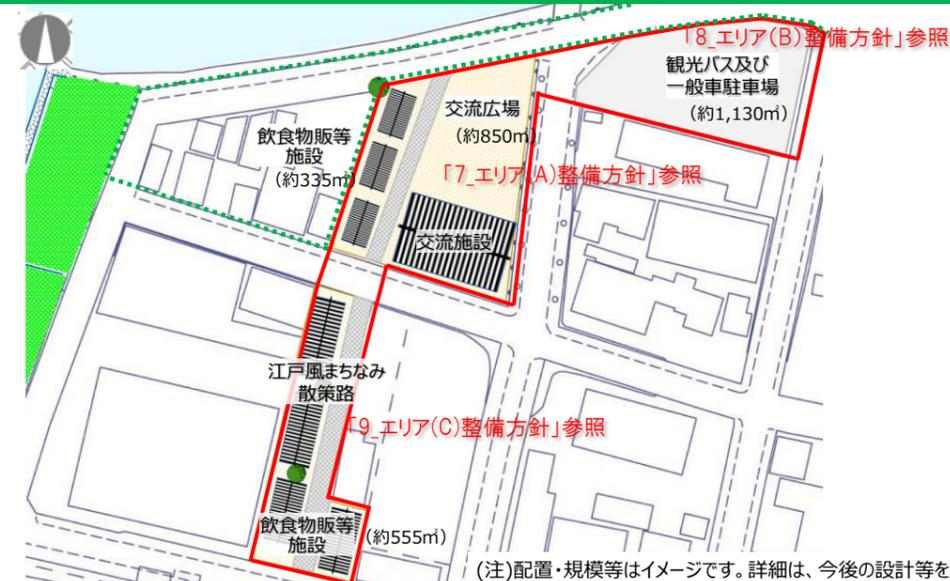 「8_エリア(B)整備方針」参照
観光バス及び
一般車駐車場
(約1,130㎡)
交流広場
(約850㎡)
飲食物販等
施設
(約335㎡)
「7_エリア(A)整備方針」参照
交流施設
江戸風まちなみ
散策路
「9_エリア(C)整備方針」参照
飲食物販等
施設
(約555㎡)
(注)配置・規模等はイメージです。詳細は、今後の設計等を